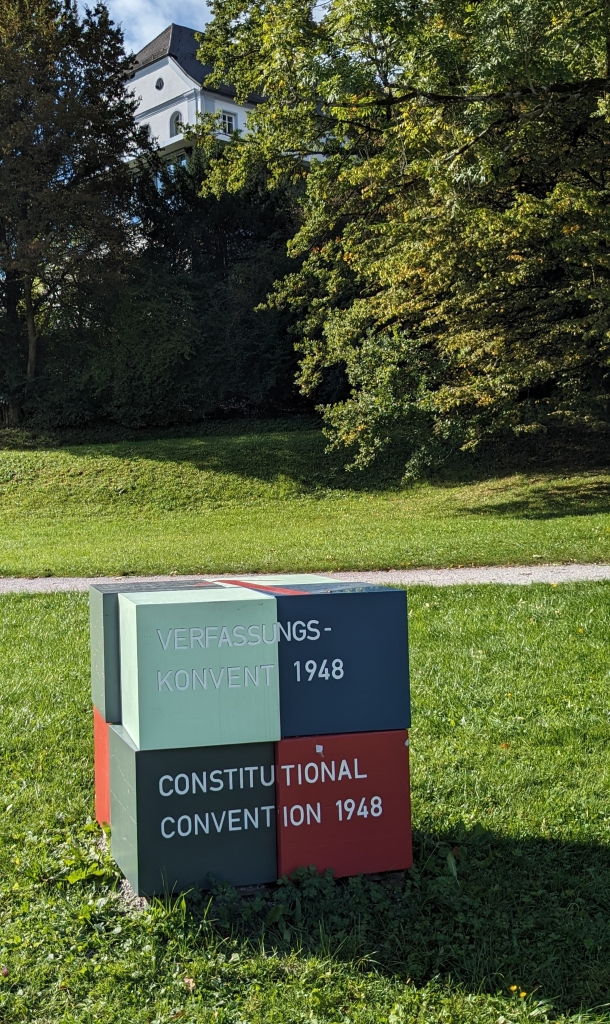 VERFASSUNGS-
KONVENT 1948
CONSTITUTIONAL
CONVENTION 1948